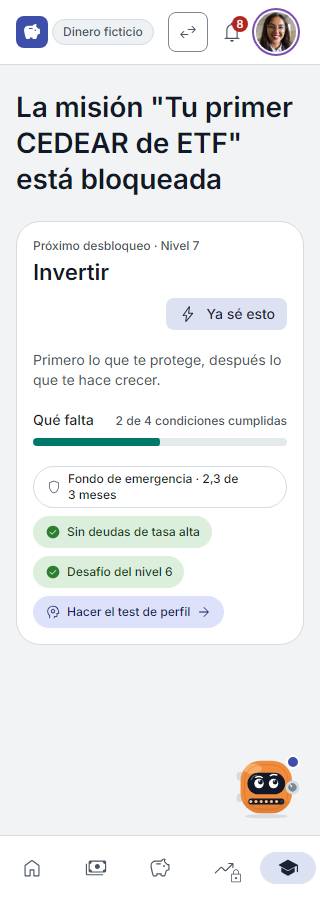 Dinero ficticio
8
La misión "Tu primer
CEDEAR de ETF"
está bloqueada
Próximo desbloqueo · Nivel 7
Invertir
Ya sé esto
Primero lo que te protege, después lo
que te hace crecer.
Qué falta
2 de 4 condiciones cumplidas
Fondo de emergencia · 2,3 de
3 meses
Sin deudas de tasa alta
Desafío del nivel 6
Hacer el test de perfil